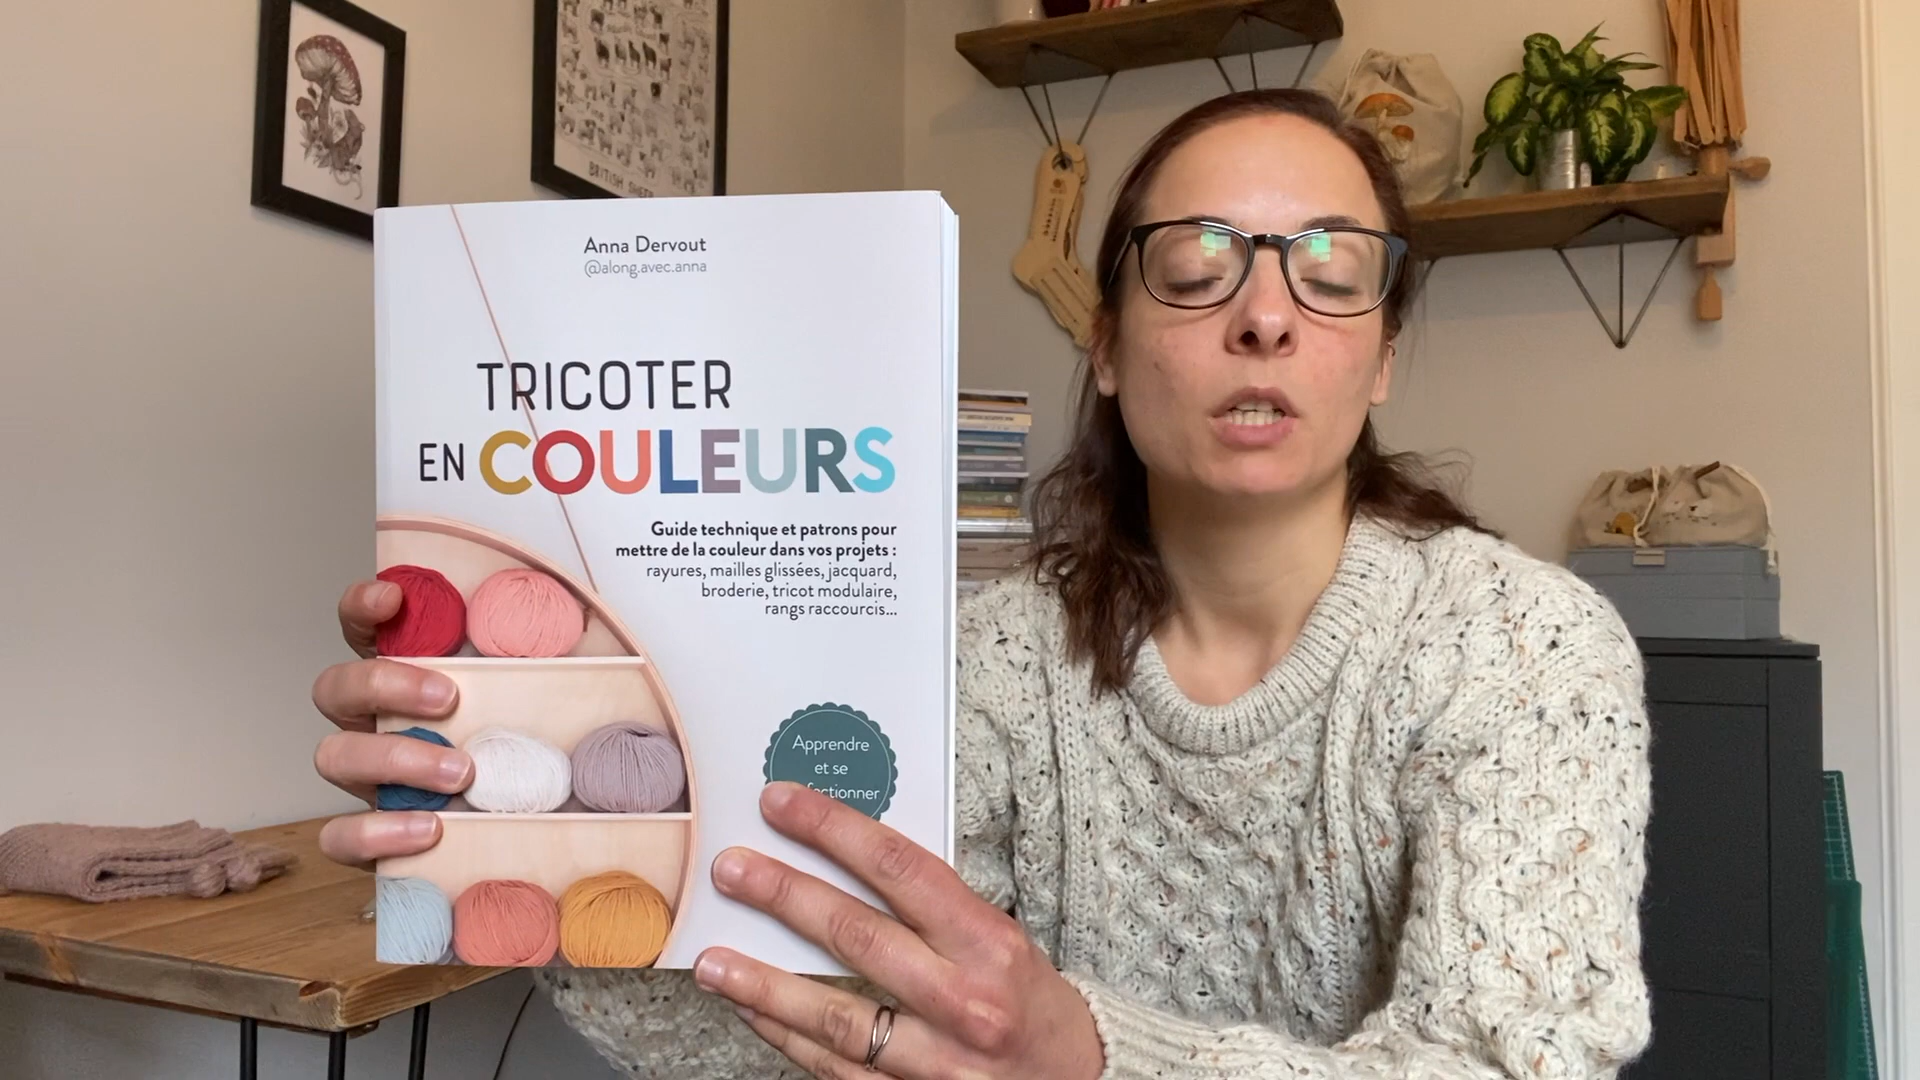 BRITISH SHEEP
Anna Dervout
@along.avec.anna
TRICOTER
EN COULEURS
Guide technique et patrons pour
mettre de la couleur dans vos projets :
rayures, mailles glissées, jacquard,
broderie, tricot modulaire,
rangs raccourcis...
Apprendre
et se